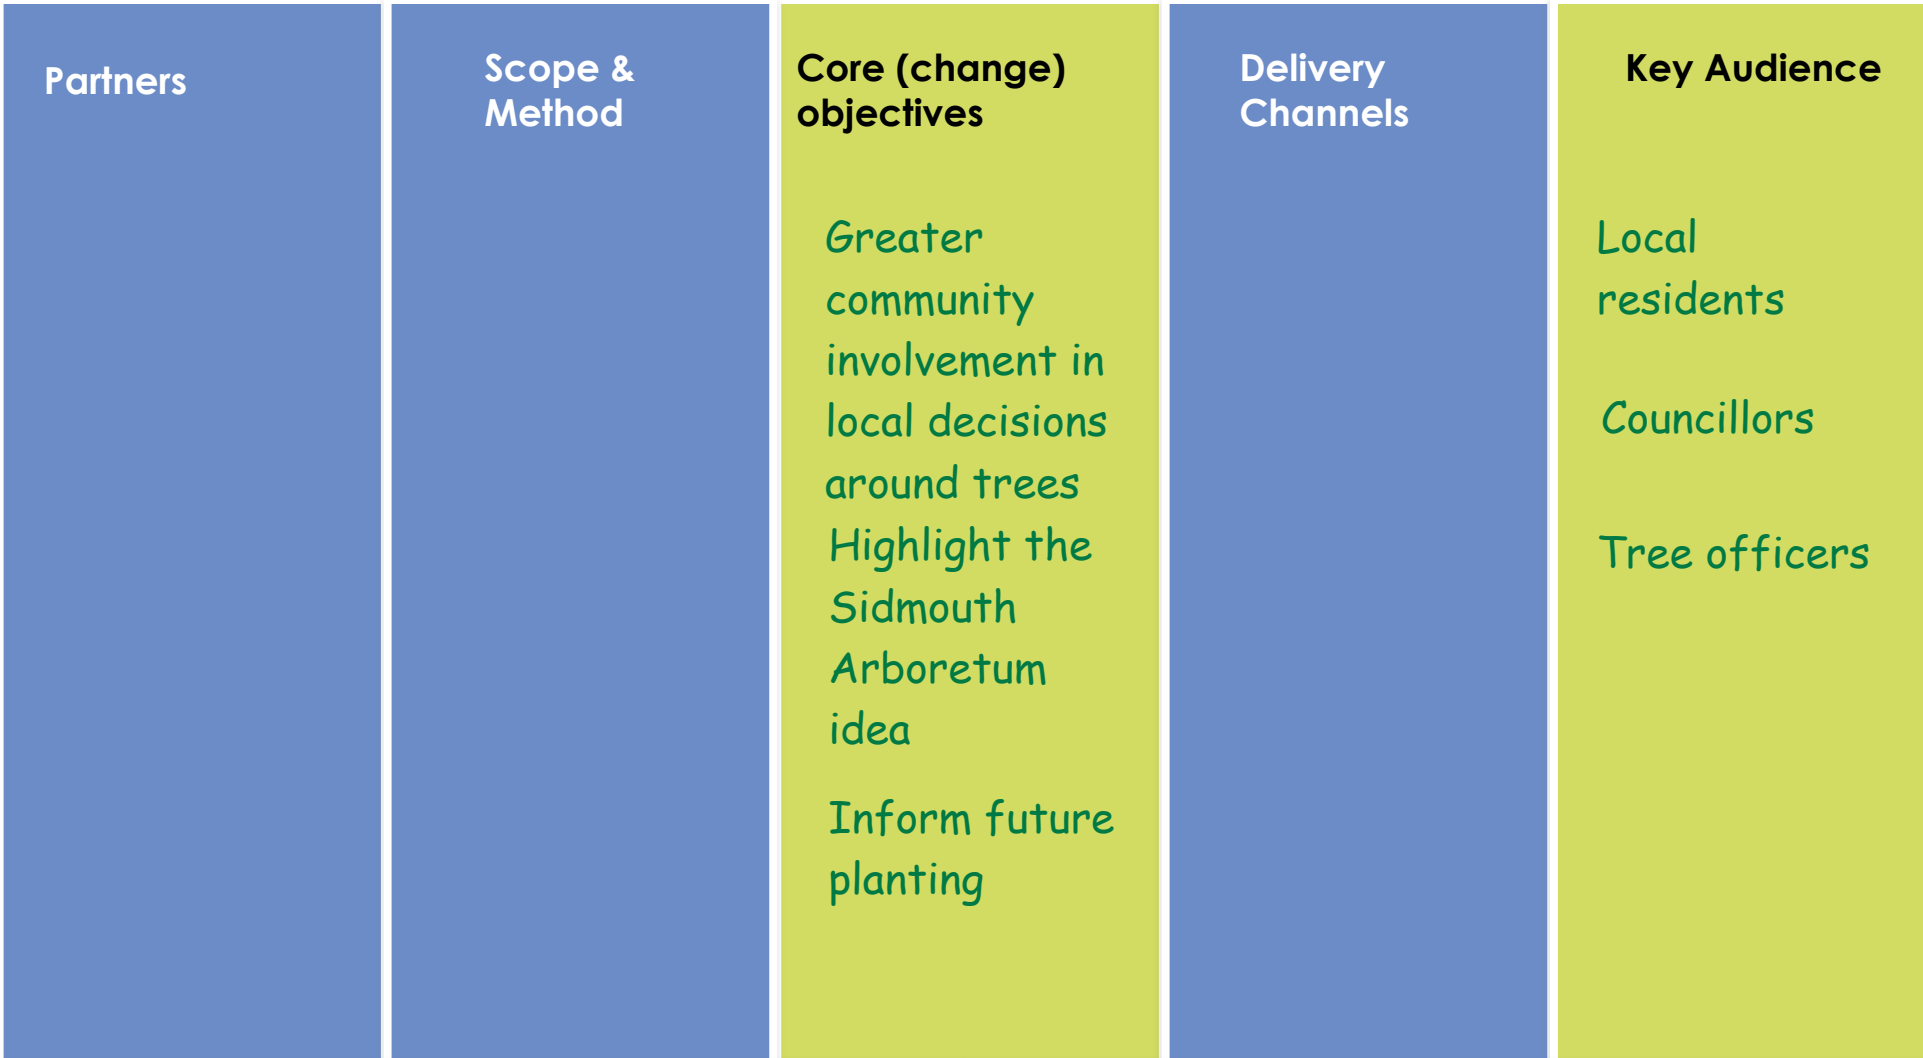 Partners
Scope &
Method
Core (change)
objectives
Greater
community
involvement in
local decisions
around trees
Highlight the
Sidmouth
Arboretum
idea
Inform future
planting
Delivery
Channels
Key Audience
Local
residents
Councillors
Tree officers